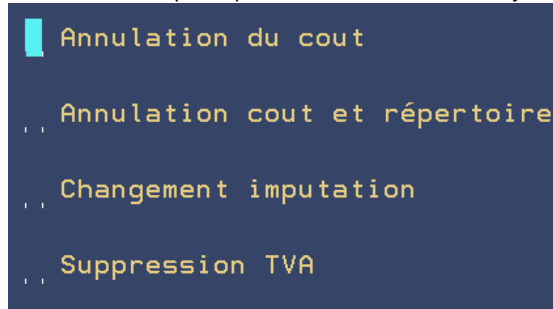 Annulation du cout
Annulation cout et répertoire
Changement imputation
Suppression TVA